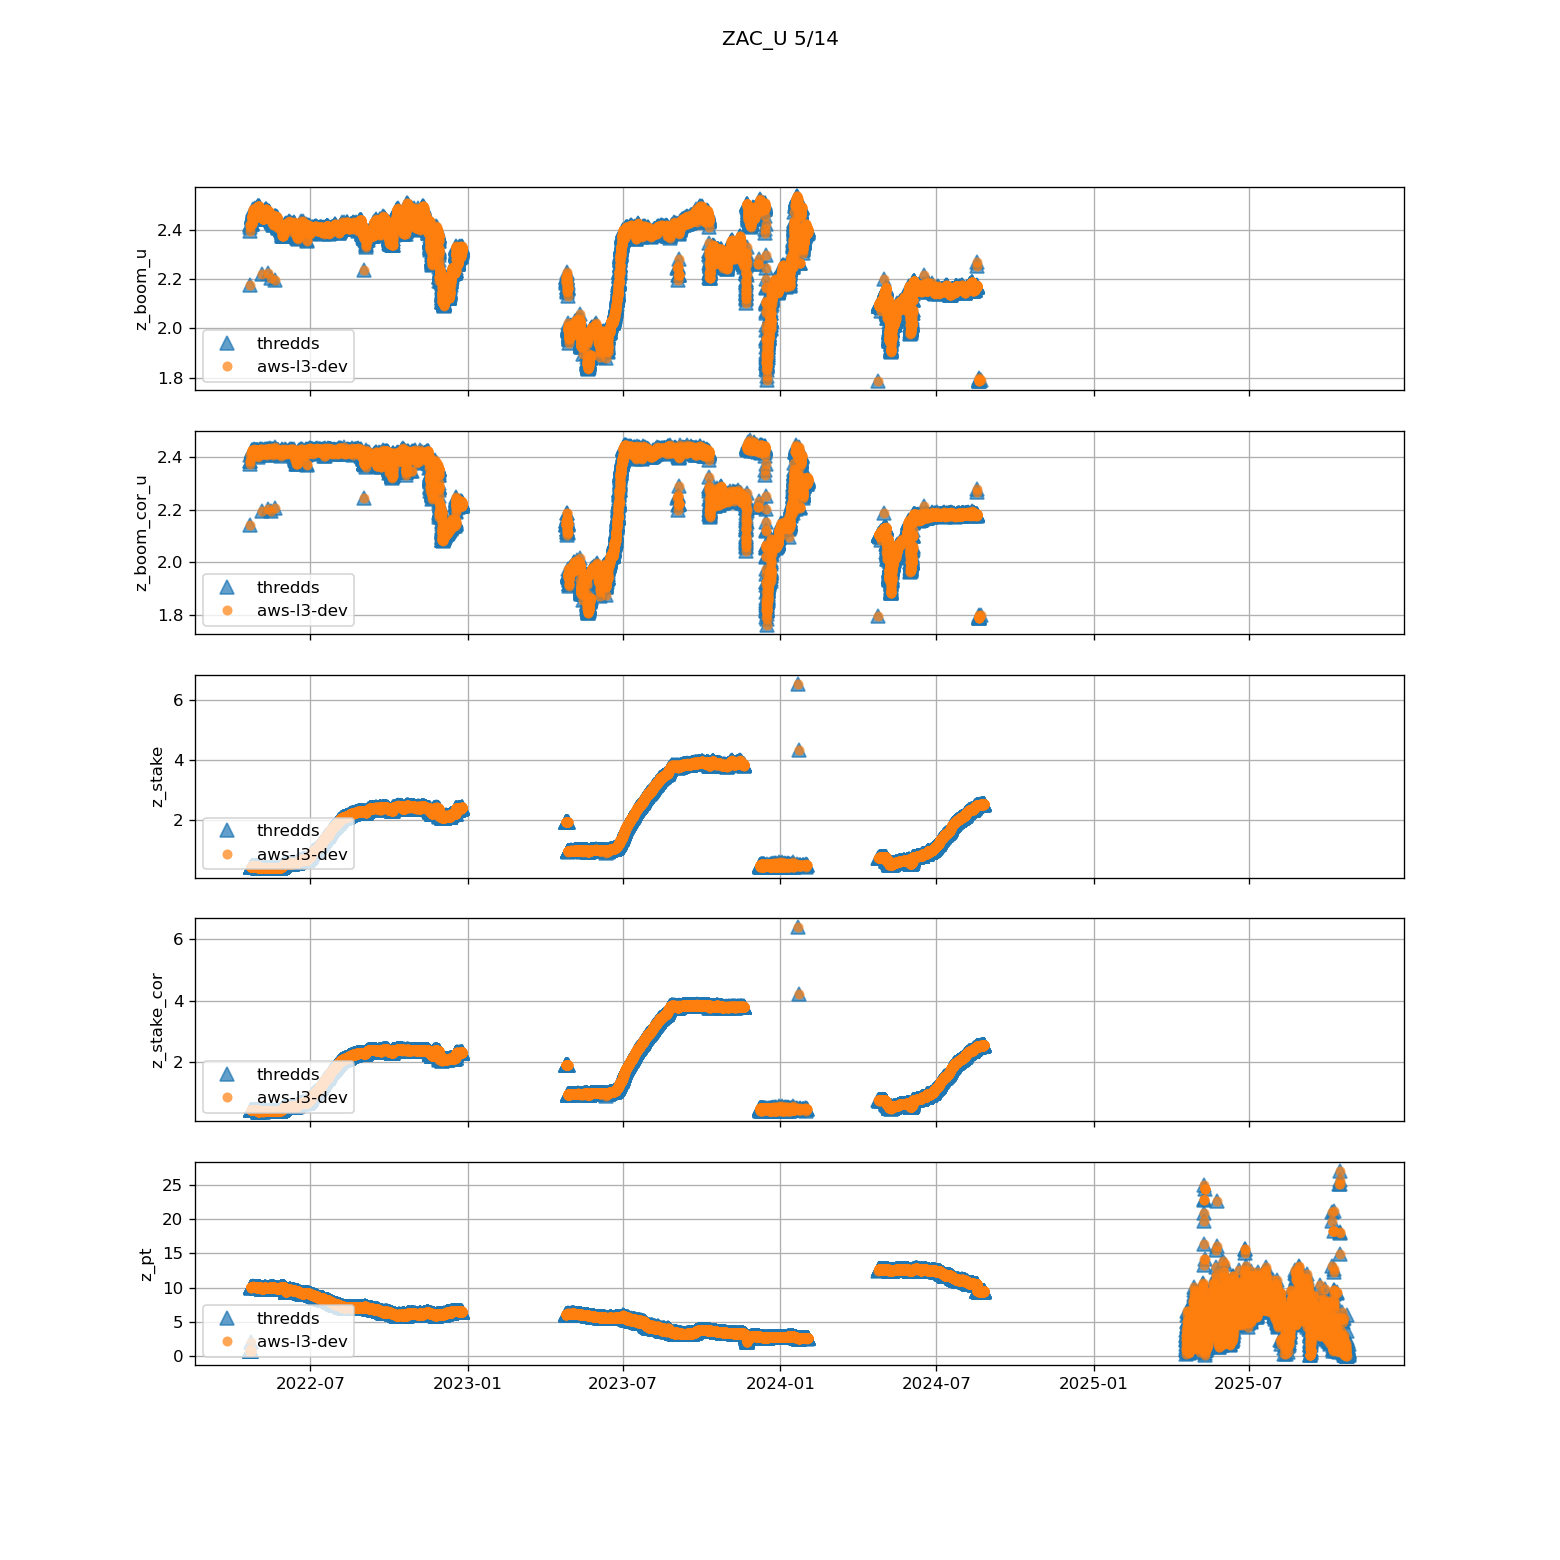 ZAC_U 5/14
2.4
2.2
2.0
1.8
z_boom_u
thredds
aws-l3-dev
2.4
2.2
2.0
1.8
z_boom_cor_u
thredds
aws-l3-dev
6
4
2
z_stake
thredds
aws-l3-dev
6
4
2
z_stake_cor
thredds
aws-l3-dev
25
20
15
10
5
0
z_pt
thredds
aws-l3-dev
2022-07 2023-01 2023-07 2024-01 2024-07 2025-01 2025-07